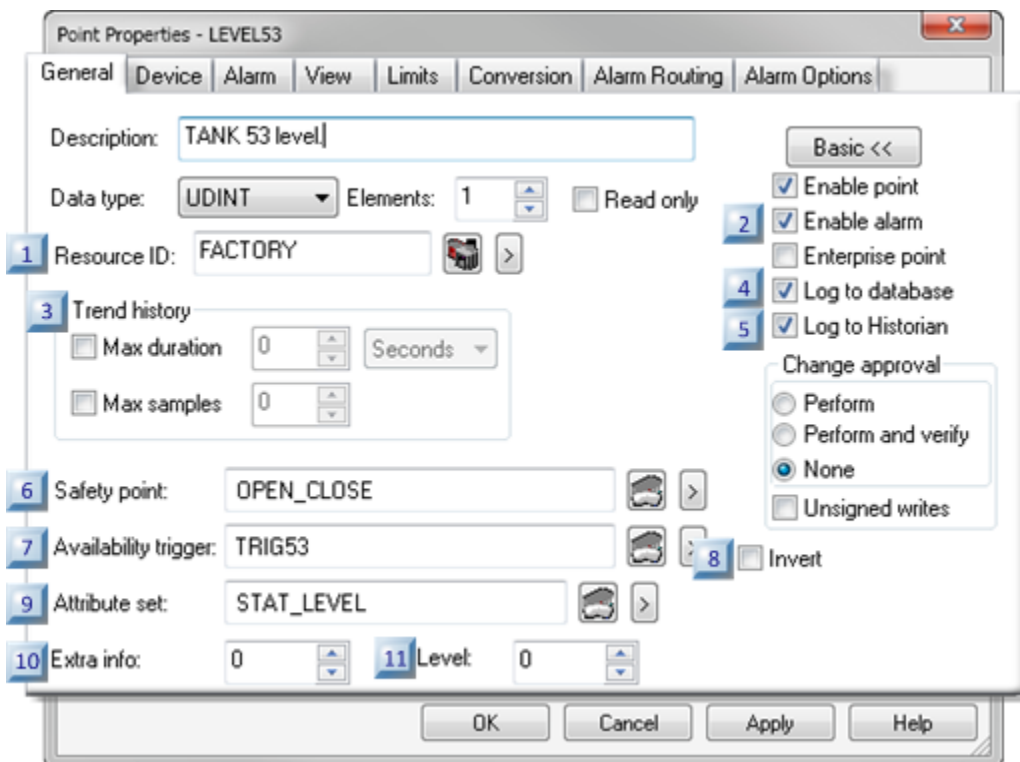 Point Properties - LEVEL53
General Device Alarm View Limits Conversion Alarm Routing Alarm Options
Description: TANK 53 level.
Basic <<
Data type: UDINT Elements: 1 Read only
Enable point
2 Enable alarm
1 Resource ID: FACTORY >
Enterprise point
4 Log to database
5 Log to Historian
3 Trend history
Max duration 0 Seconds
Max samples 0
Change approval
Perform
Perform and verify
None
Unsigned writes
6 Safety point: OPEN_CLOSE >
7 Availability trigger: TRIG53 >
8 Invert
9 Attribute set: STAT_LEVEL >
10 Extra info: 0 11 Level: 0
OK Cancel Apply Help